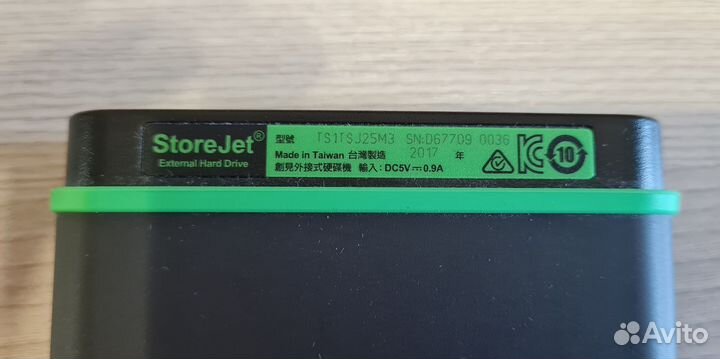 StoreJet®
External Hard Drive
型號 TS1TSJ25M3 SN:D67709 0036
Made in Taiwan 台灣製造 2017 年
創見外接式硬碟機 輸入：DC5V⎓0.9A
10
Avito